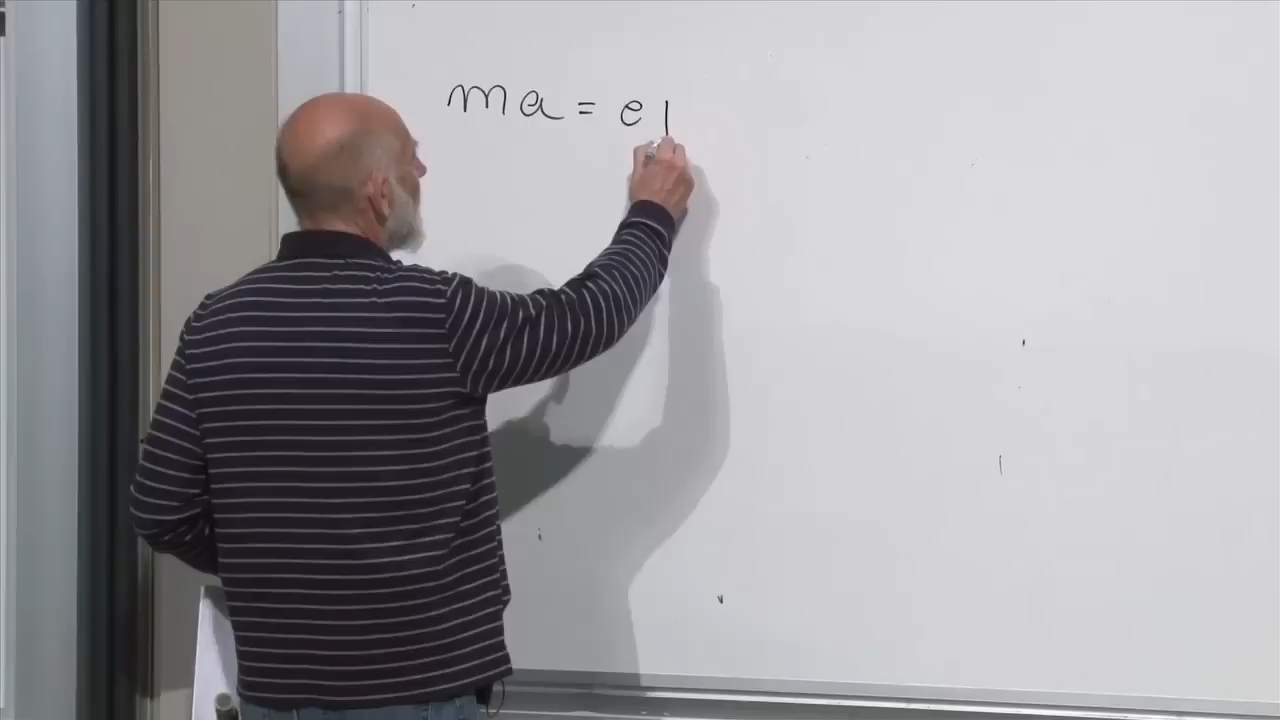 ma = e |